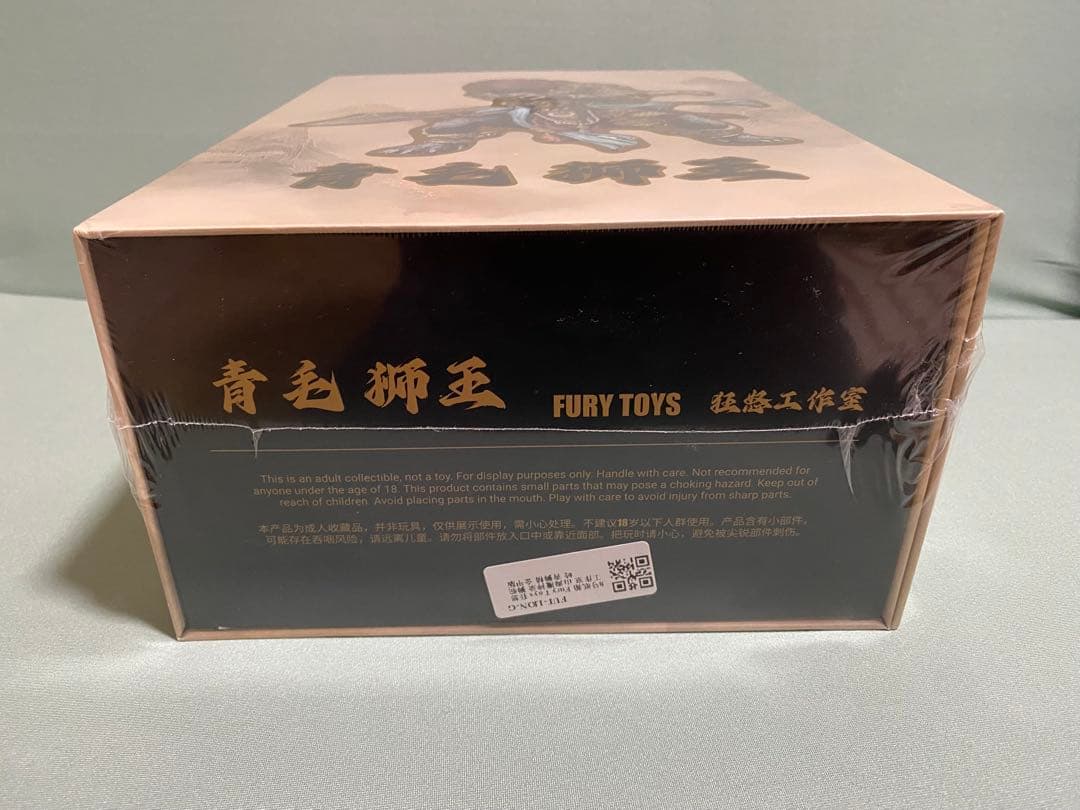 青毛狮王
青毛狮王 FURY TOYS 狂怒工作室
This is an adult collectible, not a toy. For display purposes only. Handle with care. Not recommended for
anyone under the age of 18. This product contains small parts that may pose a choking hazard. Keep out of
reach of children. Avoid placing parts in the mouth. Play with care to avoid injury from sharp parts.
本产品为成人收藏品，并非玩具，仅供展示使用，需小心处理。不建议18岁以下人群使用。产品含有小部件，
可能存在吞咽风险，请远离儿童。请勿将部件放入口中或靠近面部。把玩时请小心，避免被尖锐部件刺伤。
FUT-LION-G